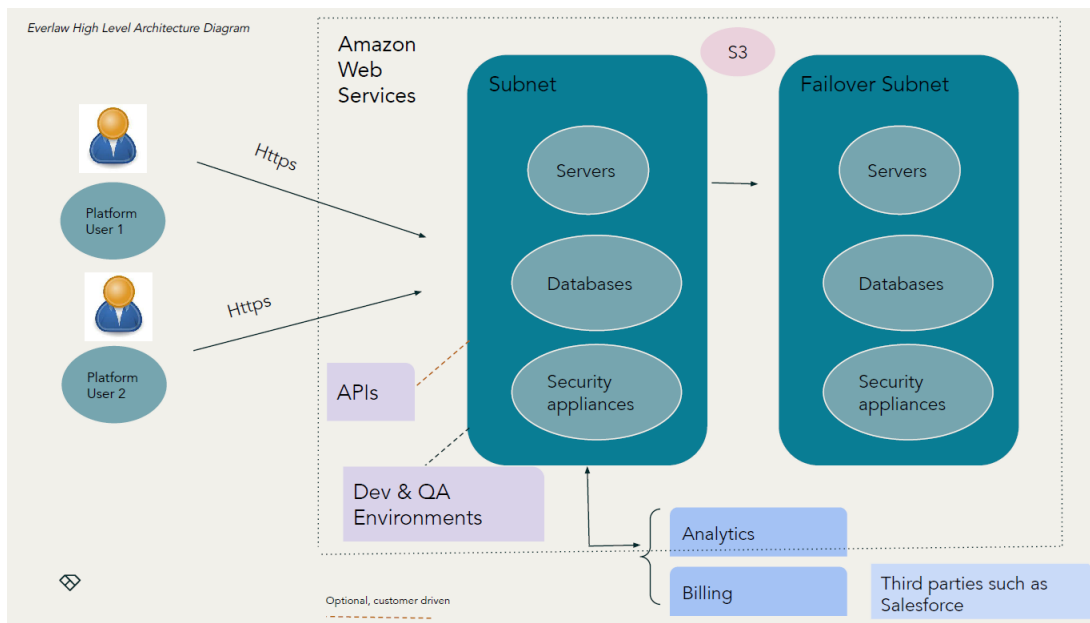 Everlaw High Level Architecture Diagram
Amazon
Web
Services
S3
Subnet
Failover Subnet
Servers
Servers
Https
Platform
User 1
Databases
Databases
Https
Platform
User 2
APIs
Security
appliances
Security
appliances
Dev & QA
Environments
Analytics
Billing
Third parties such as
Salesforce
Optional, customer driven